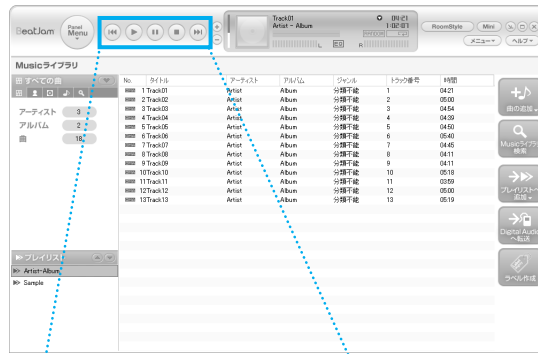 BeatJam
Panel
Menu
Track01
04:21
Artist - Album
1:02:07
RoomStyle
Mini
メニュー
ヘルプ
L
EQ
R
Musicライブラリ
すべての曲
アーティスト 3
アルバム 2
曲 18
No. タイトル アーティスト アルバム ジャンル トラック番号 時間
1 Track01 Artist Album 分類不能 1 04:21
2 Track02 Artist Album 分類不能 2 05:00
3 Track03 Artist Album 分類不能 3 04:54
4 Track04 Artist Album 分類不能 4 04:39
5 Track05 Artist Album 分類不能 5 04:50
6 Track06 Artist Album 分類不能 6 05:40
7 Track07 Artist Album 分類不能 7 04:45
8 Track08 Artist Album 分類不能 8 04:11
9 Track09 Artist Album 分類不能 9 04:11
10 Track10 Artist Album 分類不能 10 05:18
11 Track11 Artist Album 分類不能 11 03:59
12 Track12 Artist Album 分類不能 12 05:00
13 Track13 Artist Album 分類不能 13 05:19
曲の追加
Musicライブラリ
検索
プレイリストへ
追加
Digital Audio
へ転送
ラベル作成
プレイリスト
Artist-Album
Sample